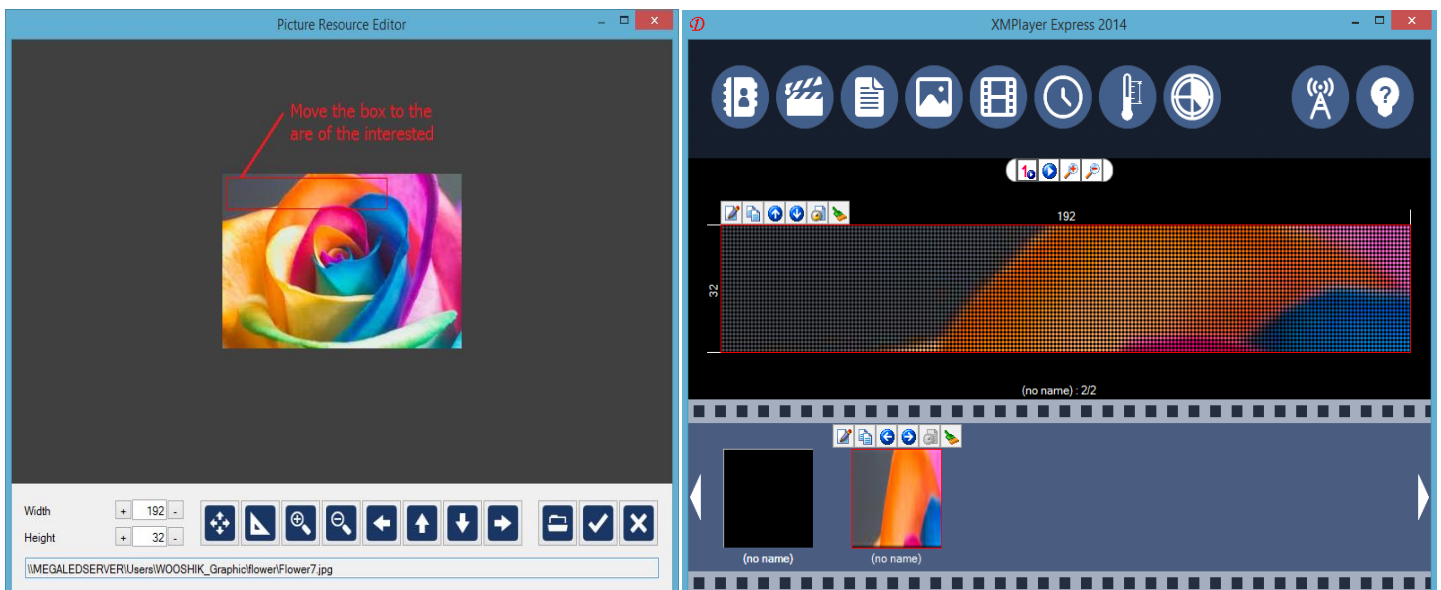 Picture Resource Editor
Move the box to the
are of the interested
Width + 192 -
Height + 32 -
\\MEGALEDSERVER\Users\WOOSHIK_Graphic\flower\Flower7.jpg
XMPlayer Express 2014
192
32
(no name) : 2/2
(no name)
(no name)